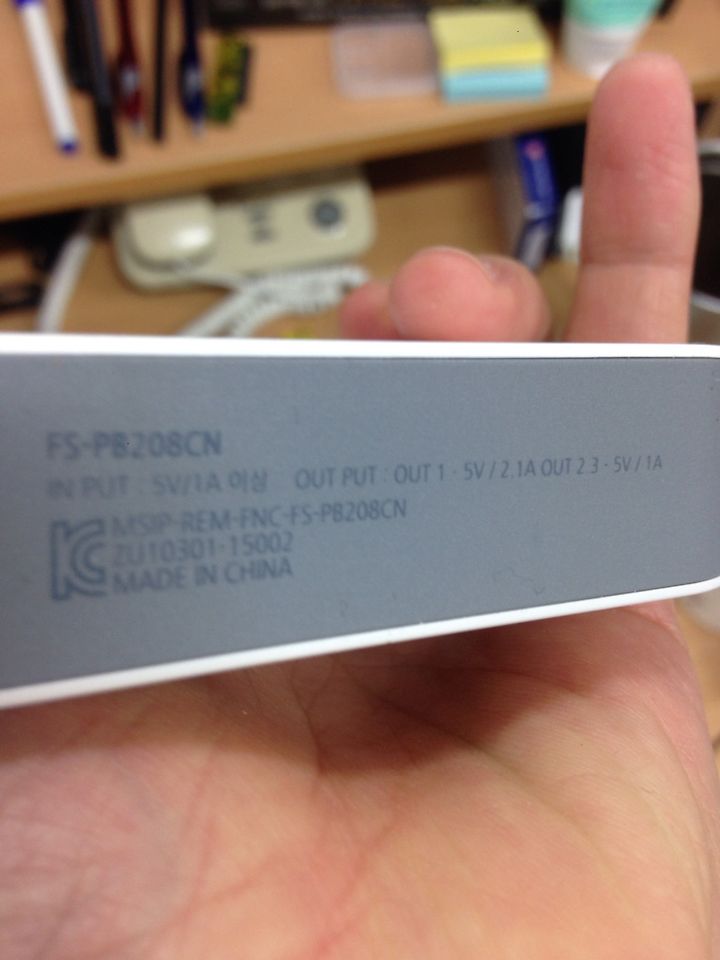 FS-PB208CN
IN PUT : 5V/1A 이상 OUT PUT : OUT 1 - 5V / 2.1A OUT 2.3 - 5V / 1A
MSIP-REM-FNC-FS-PB208CN
ZU10301-15002
MADE IN CHINA